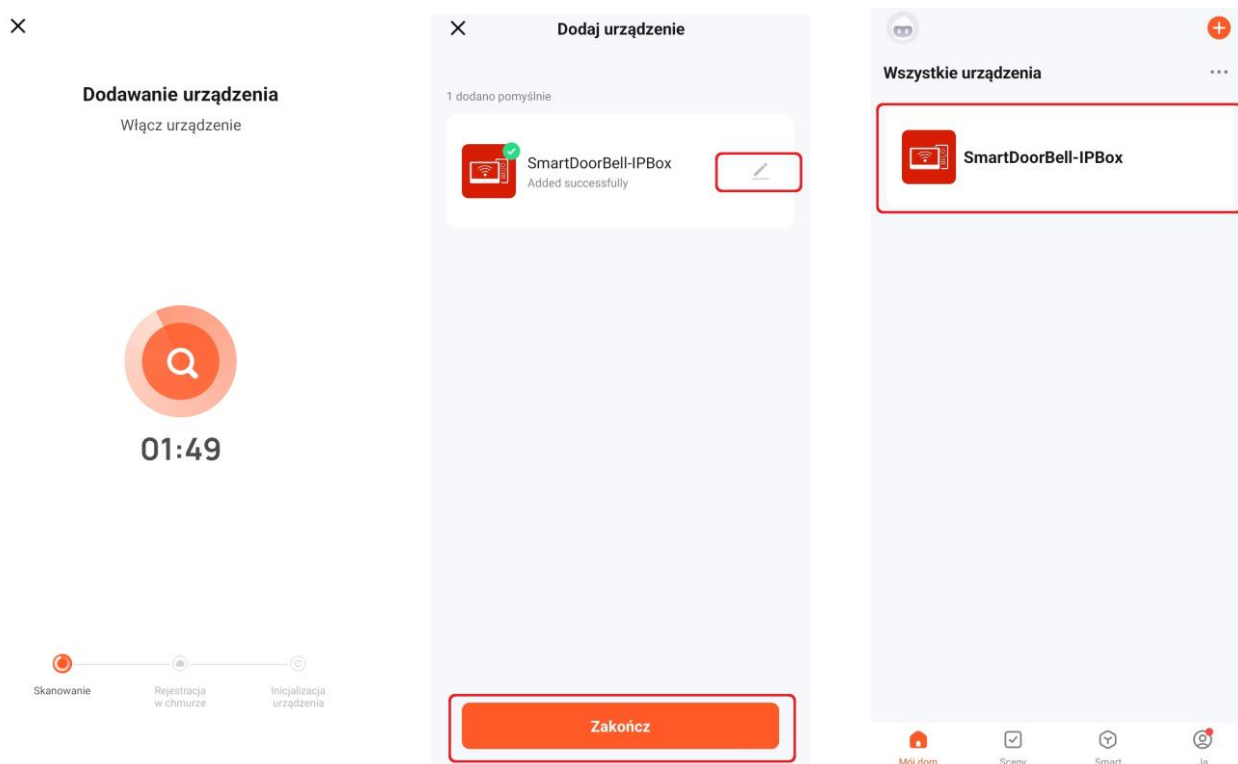 Dodawanie urządzenia
Włącz urządzenie
01:49
Skanowanie
Rejestracja
w chmurze
Inicjalizacja
urządzenia
Dodaj urządzenie
1 dodano pomyślnie
SmartDoorBell-IPBox
Added successfully
Zakończ
Wszystkie urządzenia
SmartDoorBell-IPBox
Mój dom
Sceny
Smart
Ja